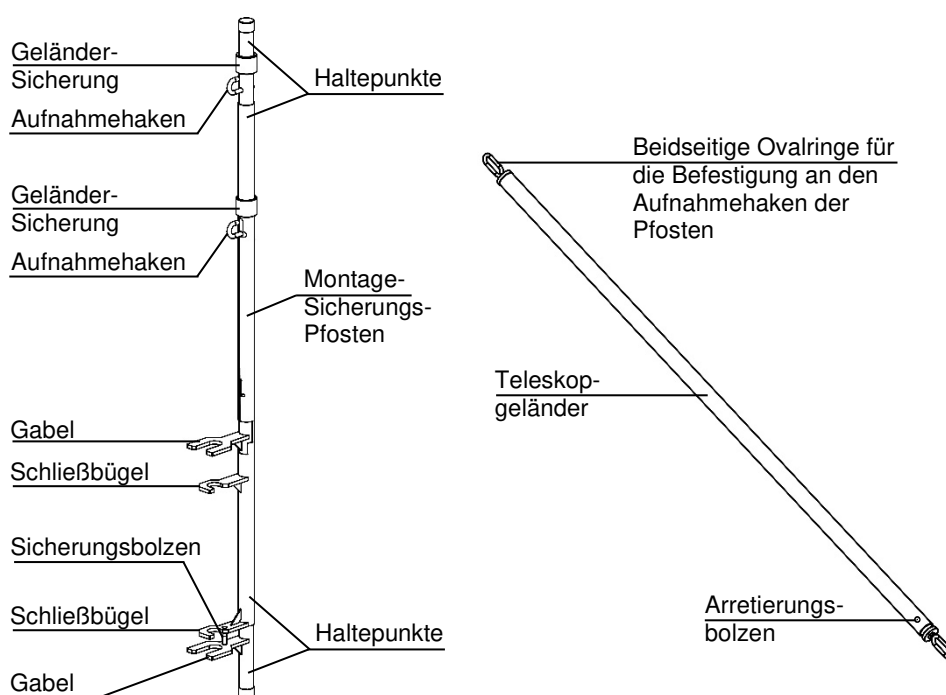 Geländer-
Sicherung
Haltepunkte
Aufnahmehaken
Geländer-
Sicherung
Aufnahmehaken
Montage-
Sicherungs-
Pfosten
Gabel
Schließbügel
Sicherungsbolzen
Schließbügel
Haltepunkte
Gabel
Beidseitige Ovalringe für
die Befestigung an den
Aufnahmehaken der
Pfosten
Teleskop-
geländer
Arretierungs-
bolzen